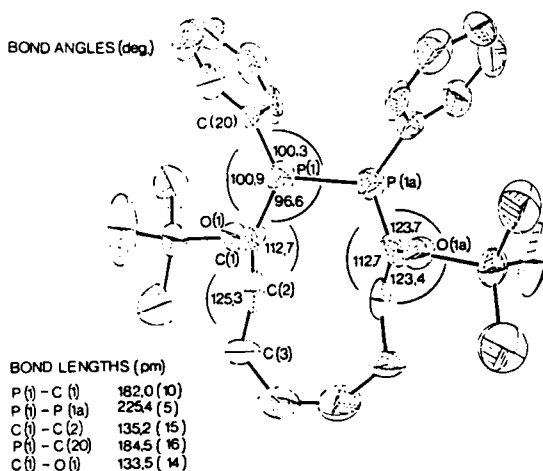 BOND ANGLES (deg.)
C(20)
100.3
P(1)
100,9
96.6
P(1a)
O(1)
C(1)
112,7
123.7
O(1a)
112.7
123,4
C(2)
125,3
C(3)
BOND LENGTHS (pm)
P(1) - C(1) 182,0 (10)
P(1) - P(1a) 225,4 (5)
C(1) - C(2) 135,2 (15)
P(1) - C(20) 184,5 (16)
C(1) - O(1) 133,5 (14)